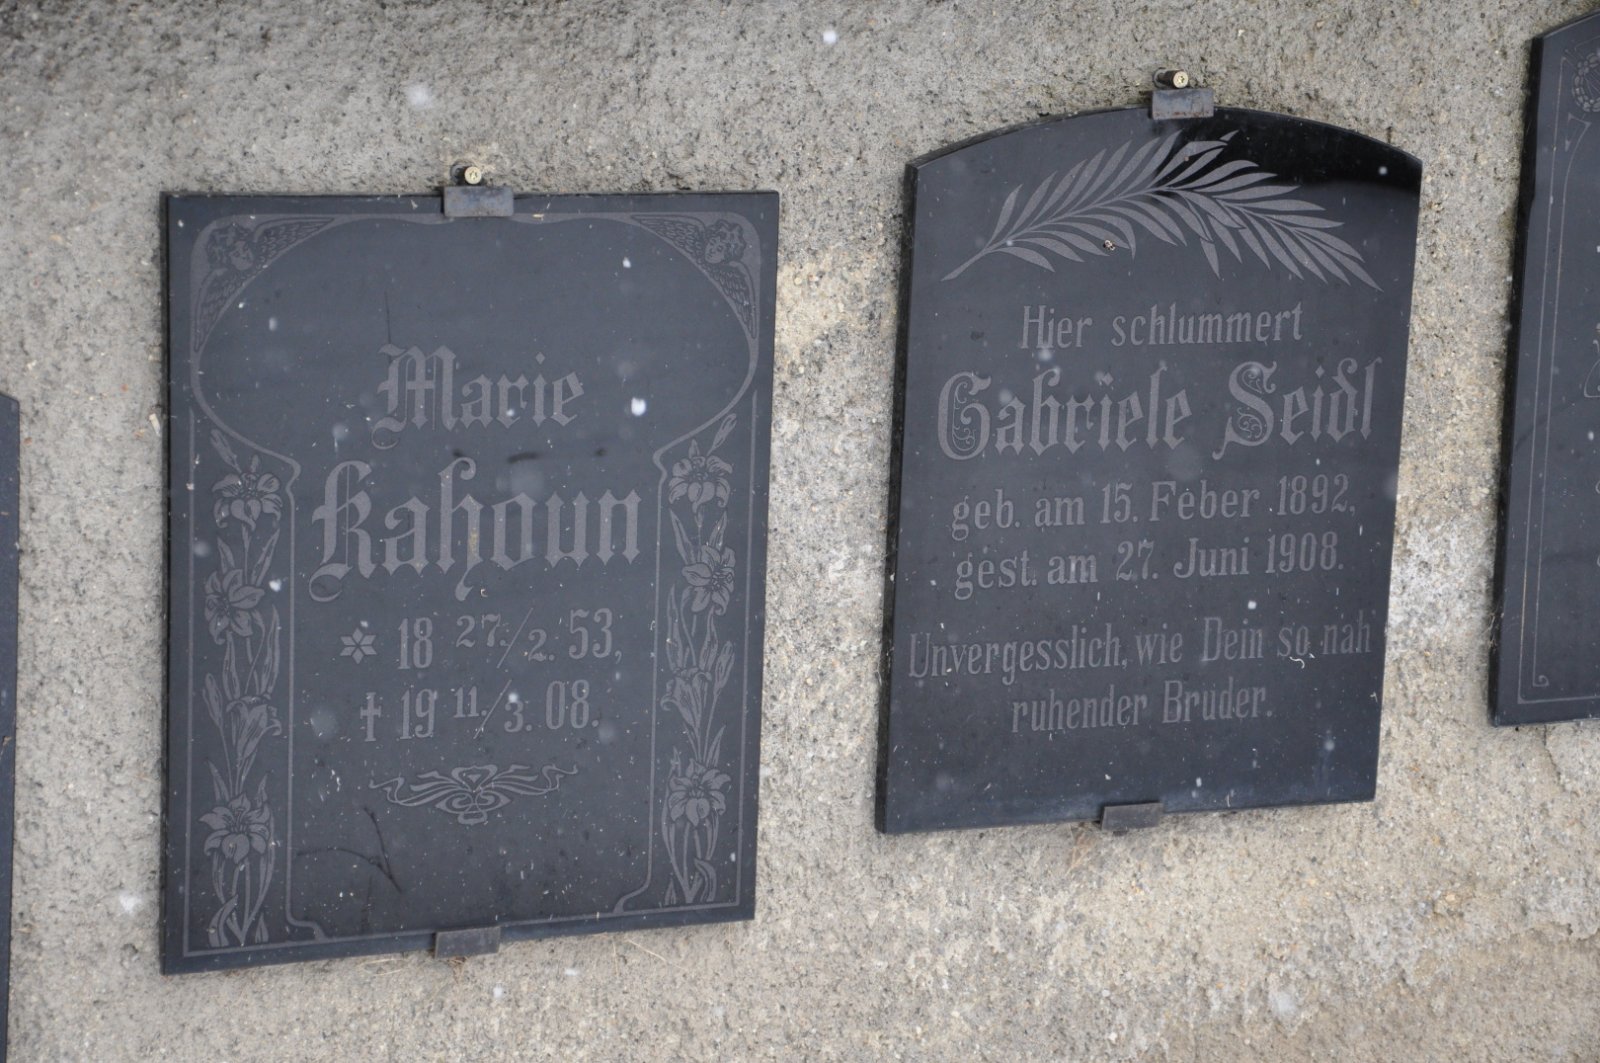 Marie
Kahoun
✶ 18 27./2. 53,
† 19 11./3. 08.
Hier schlummert
Gabriele Seidl
geb. am 15. Feber 1892,
gest. am 27. Juni 1908.
Unvergesslich, wie Dein so nah
ruhender Bruder.